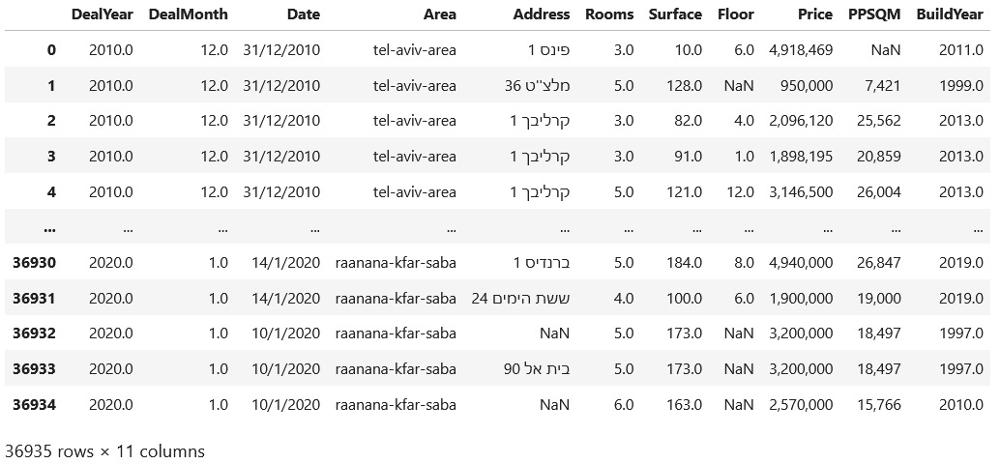 DealYear DealMonth Date Area Address Rooms Surface Floor Price PPSQM BuildYear
0 2010.0 12.0 31/12/2010 tel-aviv-area פינס 1 3.0 10.0 6.0 4,918,469 NaN 2011.0
1 2010.0 12.0 31/12/2010 tel-aviv-area מלצ''ט 36 5.0 128.0 NaN 950,000 7,421 1999.0
2 2010.0 12.0 31/12/2010 tel-aviv-area קרליבך 1 3.0 82.0 4.0 2,096,120 25,562 2013.0
3 2010.0 12.0 31/12/2010 tel-aviv-area קרליבך 1 3.0 91.0 1.0 1,898,195 20,859 2013.0
4 2010.0 12.0 31/12/2010 tel-aviv-area קרליבך 1 5.0 121.0 12.0 3,146,500 26,004 2013.0
... ... ... ... ... ... ... ... ... ... ... ...
36930 2020.0 1.0 14/1/2020 raanana-kfar-saba ברנדיס 1 5.0 184.0 8.0 4,940,000 26,847 2019.0
36931 2020.0 1.0 14/1/2020 raanana-kfar-saba ששת הימים 24 4.0 100.0 6.0 1,900,000 19,000 2019.0
36932 2020.0 1.0 10/1/2020 raanana-kfar-saba NaN 5.0 173.0 NaN 3,200,000 18,497 1997.0
36933 2020.0 1.0 10/1/2020 raanana-kfar-saba בית אל 90 5.0 173.0 NaN 3,200,000 18,497 1997.0
36934 2020.0 1.0 10/1/2020 raanana-kfar-saba NaN 6.0 163.0 NaN 2,570,000 15,766 2010.0
36935 rows × 11 columns